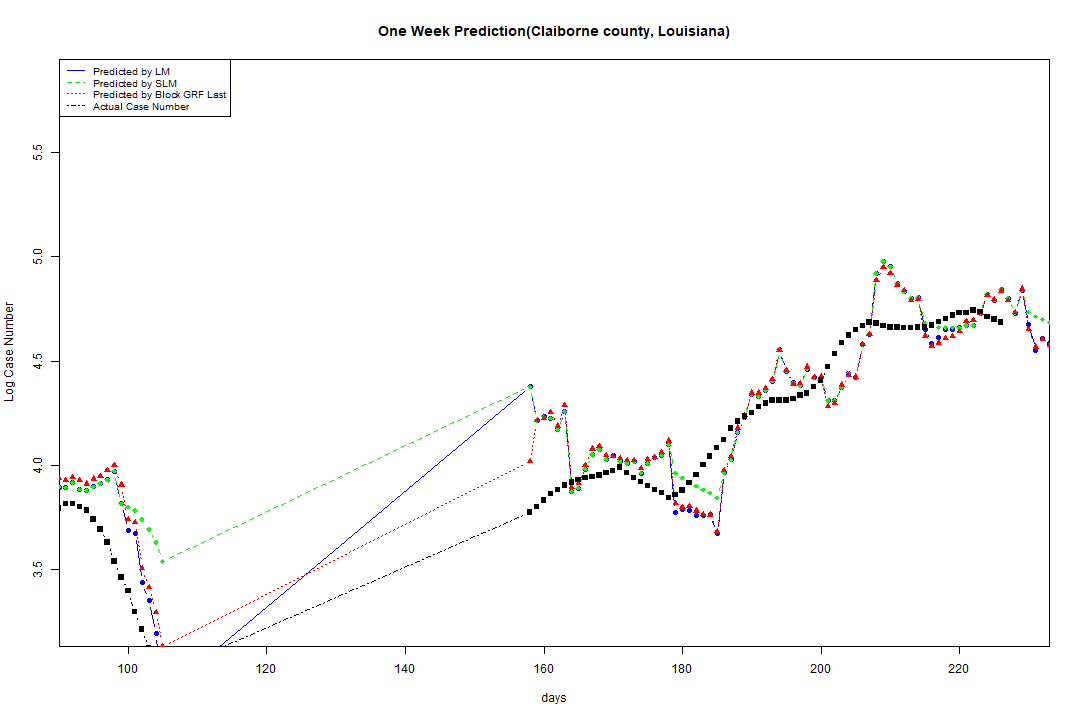 One Week Prediction(Claiborne county, Louisiana)
Predicted by LM
Predicted by SLM
Predicted by Block GRF Last
Actual Case Number
Log Case Number
5.5
5.0
4.5
4.0
3.5
100 120 140 160 180 200 220
days